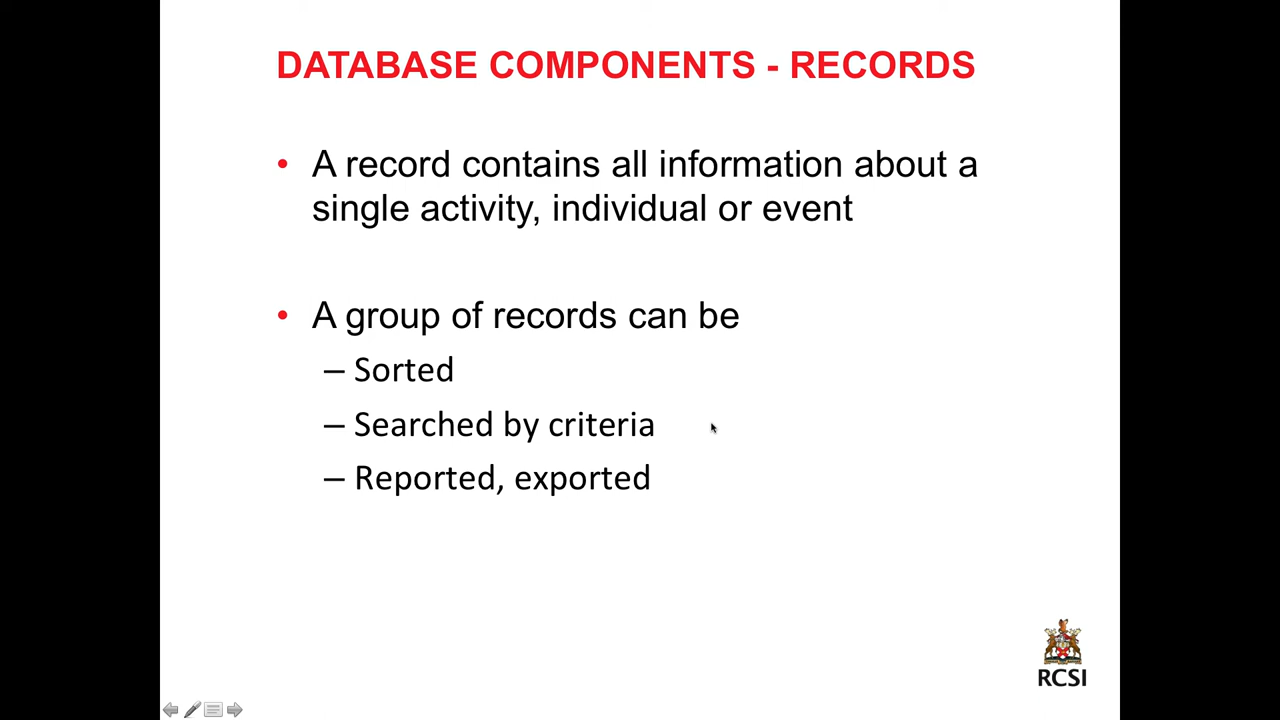 DATABASE COMPONENTS - RECORDS
• A record contains all information about a
single activity, individual or event
• A group of records can be
– Sorted
– Searched by criteria
– Reported, exported
RCSI